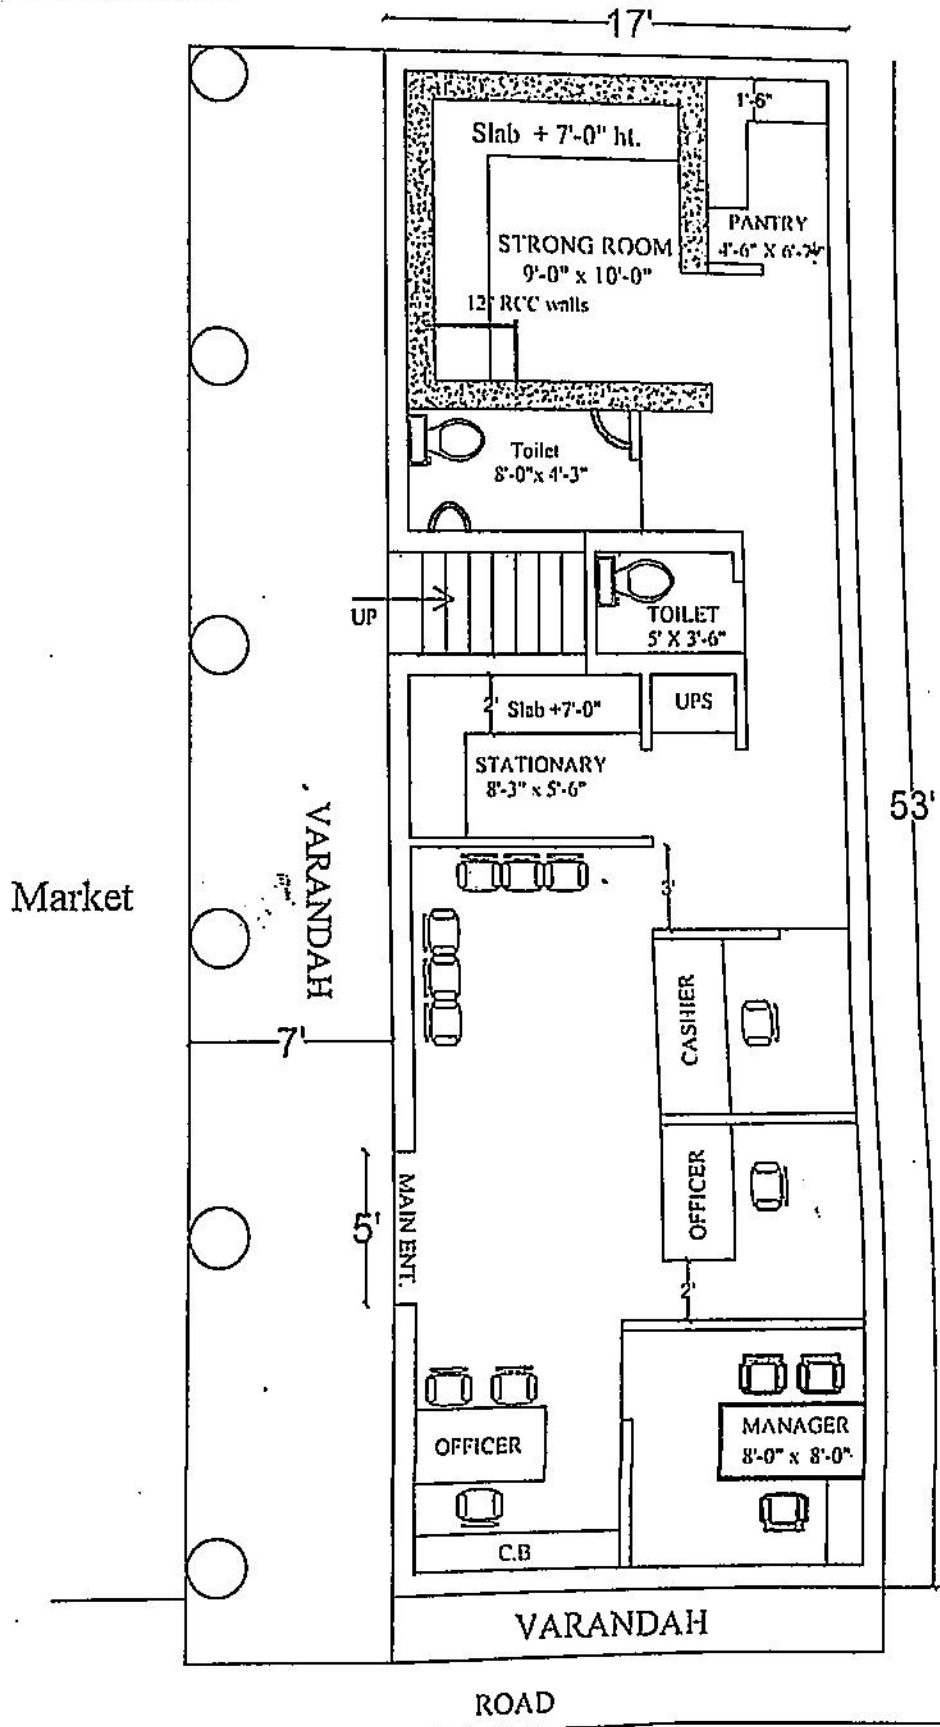 17'
1'-6"
Slab + 7'-0" ht.
PANTRY
STRONG ROOM
9'-0" x 10'-0"
12" RCC walls
Toilet
8'-0"x 4'-3"
UP
TOILET
5' X 3'-6"
2'
Slab +7'-0"
UPS
STATIONARY
8'-3" x 5'-6"
53'
VARANDAH
Market
3'
CASHIER
7'
OFFICER
MAIN ENT.
5'
2'
MANAGER
8'-0" x 8'-0"
OFFICER
C.B
VARANDAH
ROAD